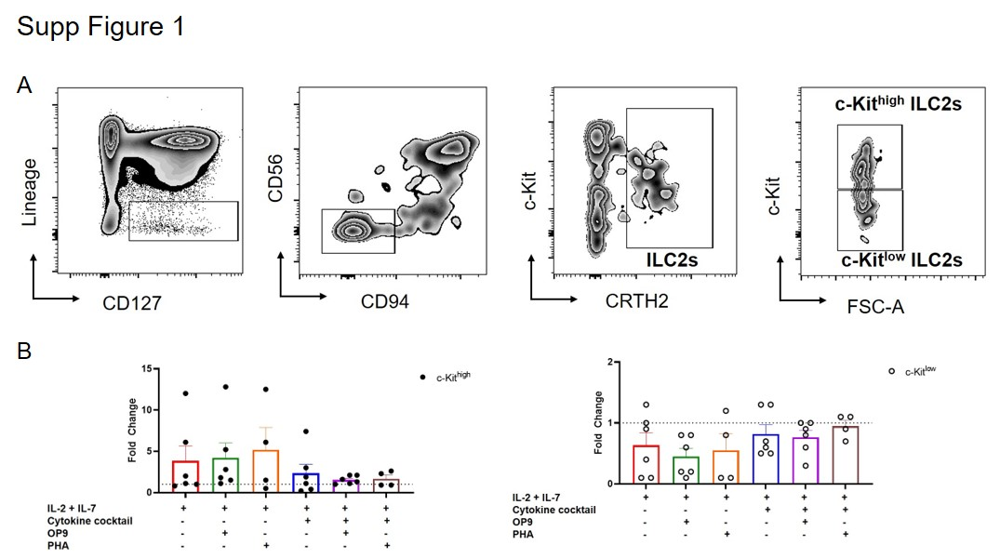 Supp Figure 1
A
Lineage
CD127
CD56
CD94
c-Kit
ILC2s
CRTH2
c-Kit
c-Kithigh ILC2s
c-Kitlow ILC2s
FSC-A
B
Fold Change
15
10
5
0
c-Kithigh
IL-2 + IL-7 + + + + + +
Cytokine cocktail - - - + + +
OP9 - + - - + -
PHA - - + - - +
Fold Change
2
1
0
c-Kitlow
IL-2 + IL-7 + + + + + +
Cytokine cocktail - - - + + +
OP9 - + - - + -
PHA - - + - - +